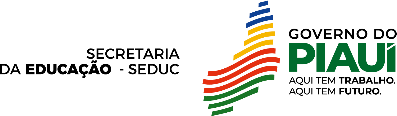 SECRETARIA
DA EDUCAÇÃO - SEDUC
GOVERNO DO
PIAUÍ
AQUI TEM TRABALHO.
AQUI TEM FUTURO.